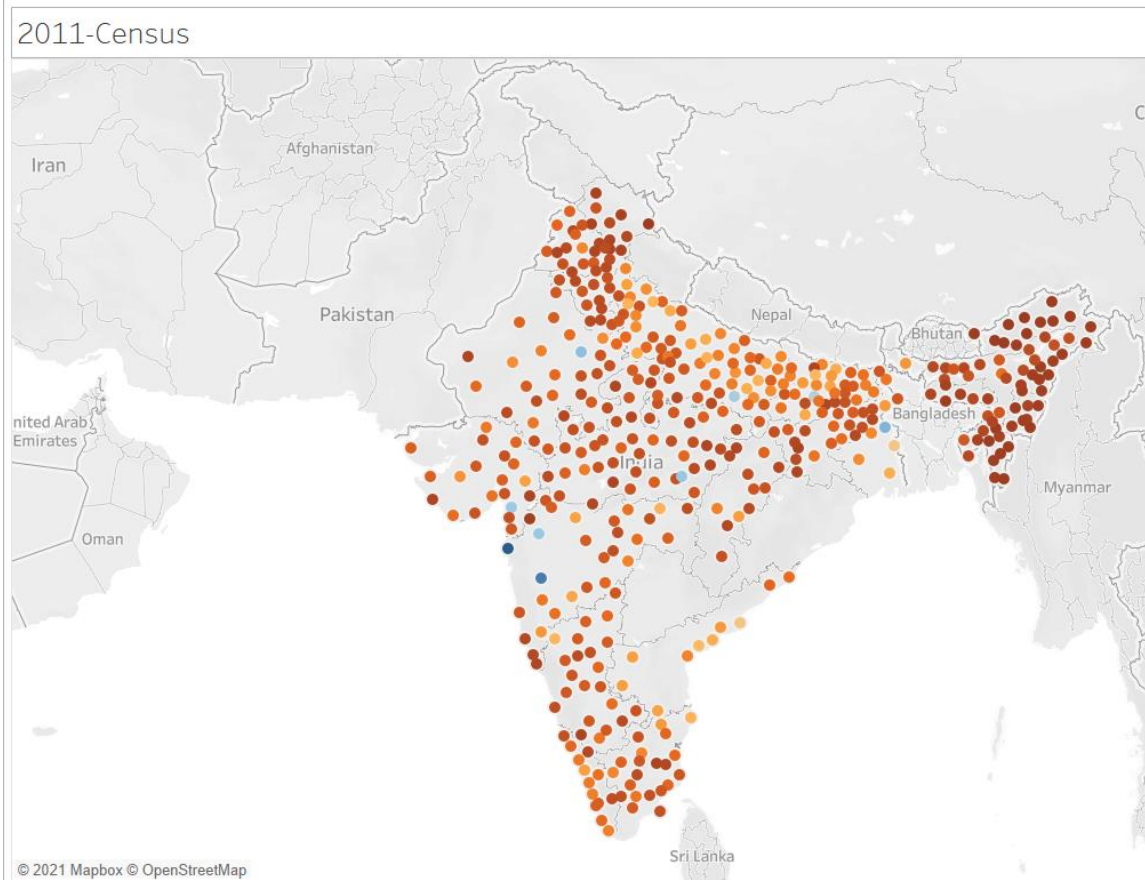 2011-Census
Iran
Afghanistan
Pakistan
Nepal
Bhutan
nited Arab
Emirates
Bangladesh
India
Myanmar
Oman
Sri Lanka
© 2021 Mapbox © OpenStreetMap